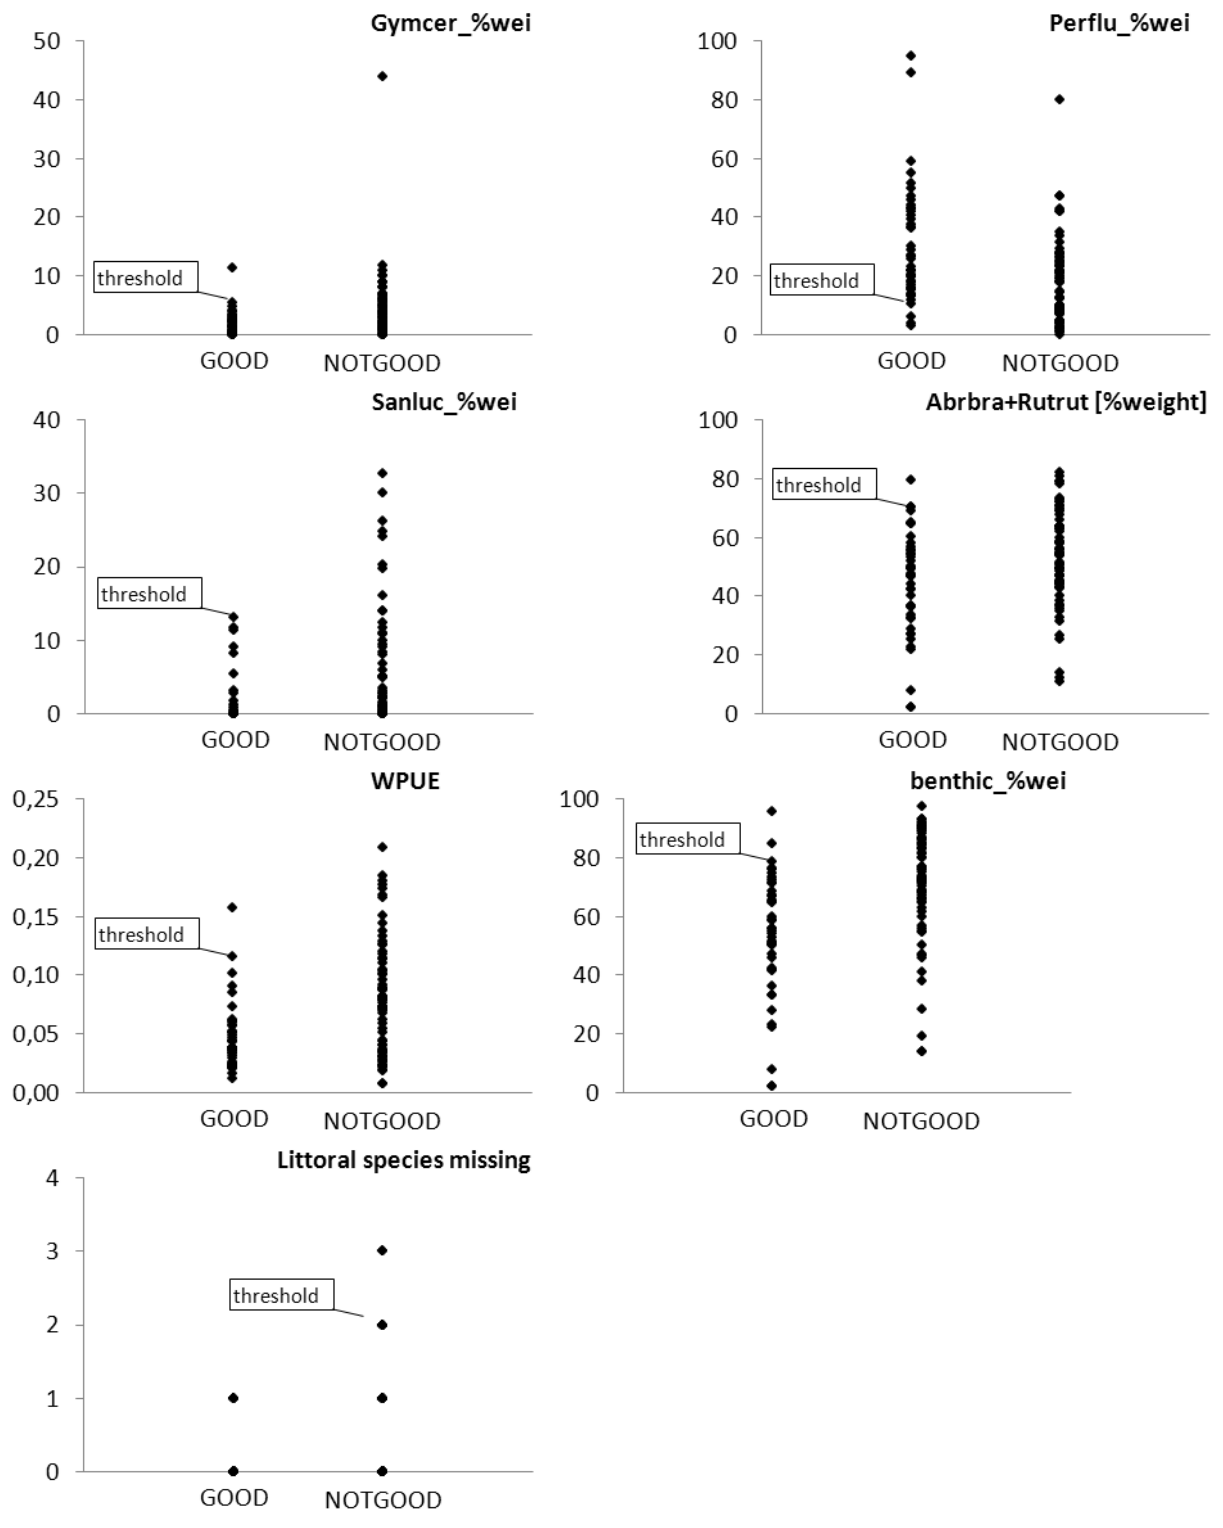 Gymcer_%wei
50
40
30
20
10
0
threshold
GOOD
NOTGOOD
Perflu_%wei
100
80
60
40
20
0
threshold
GOOD
NOTGOOD
Sanluc_%wei
40
30
20
10
0
threshold
GOOD
NOTGOOD
Abrbra+Rutrut [%weight]
100
80
60
40
20
0
threshold
GOOD
NOTGOOD
WPUE
0,25
0,20
0,15
0,10
0,05
0,00
threshold
GOOD
NOTGOOD
benthic_%wei
100
80
60
40
20
0
threshold
GOOD
NOTGOOD
Littoral species missing
4
3
2
1
0
threshold
GOOD
NOTGOOD